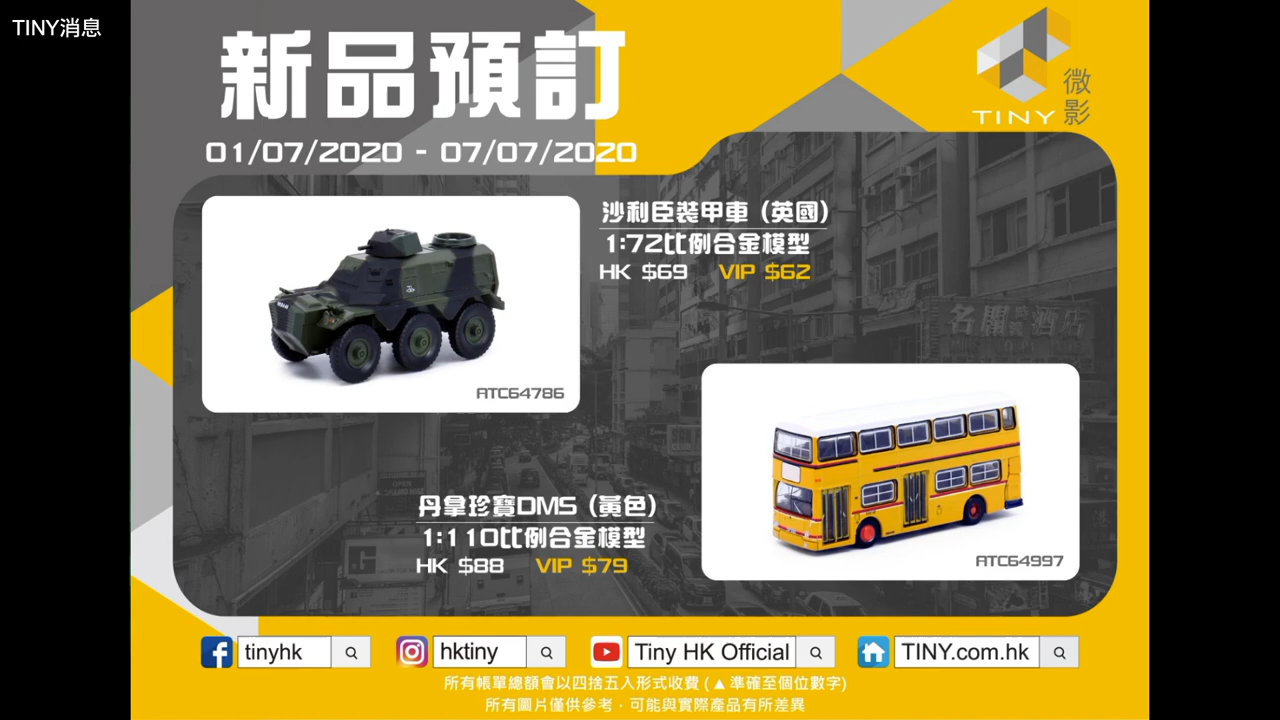 TINY消息
新品預訂
01/07/2020 - 07/07/2020
TINY 微影
沙利臣裝甲車 (英國)
1:72比例合金模型
HK $69 VIP $62
ATC64786
名閣 酒店
丹拿珍寶DMS (黃色)
1:110比例合金模型
HK $88 VIP $79
ATC64997
tinyhk
hktiny
Tiny HK Official
TINY.com.hk
所有帳單總額會以四捨五入形式收費 (▲準確至個位數字)
所有圖片僅供參考，可能與實際產品有所差異